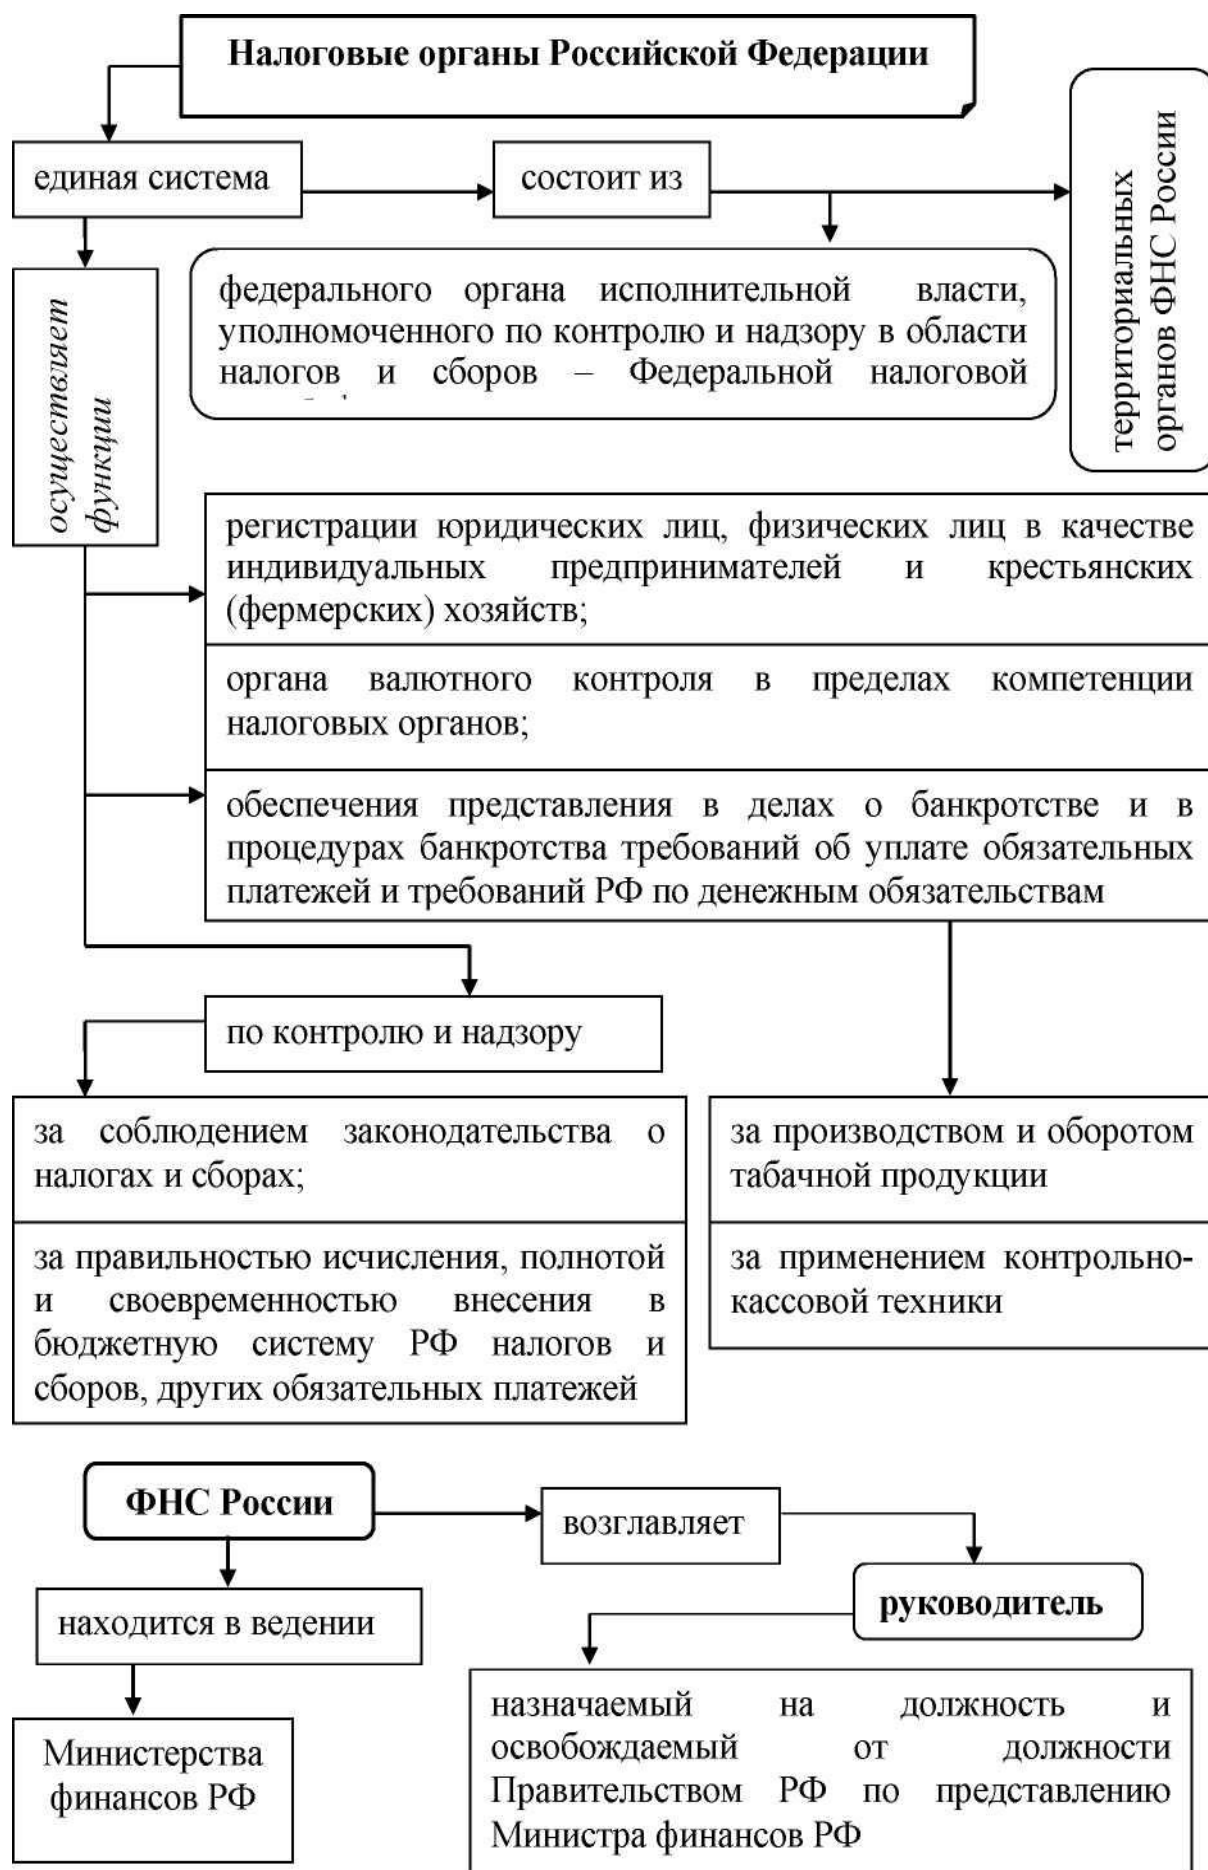 Налоговые органы Российской Федерации
единая система
состоит из
территориальных
органов ФНС России
федерального органа исполнительной власти,
уполномоченного по контролю и надзору в области
налогов и сборов – Федеральной налоговой
осуществляет
функции
регистрации юридических лиц, физических лиц в качестве
индивидуальных предпринимателей и крестьянских
(фермерских) хозяйств;
органа валютного контроля в пределах компетенции
налоговых органов;
обеспечения представления в делах о банкротстве и в
процедурах банкротства требований об уплате обязательных
платежей и требований РФ по денежным обязательствам
по контролю и надзору
за соблюдением законодательства о
налогах и сборах;
за правильностью исчисления, полнотой
и своевременностью внесения в
бюджетную систему РФ налогов и
сборов, других обязательных платежей
за производством и оборотом
табачной продукции
за применением контрольно-
кассовой техники
ФНС России
возглавляет
руководитель
находится в ведении
Министерства
финансов РФ
назначаемый на должность и
освобождаемый от должности
Правительством РФ по представлению
Министра финансов РФ